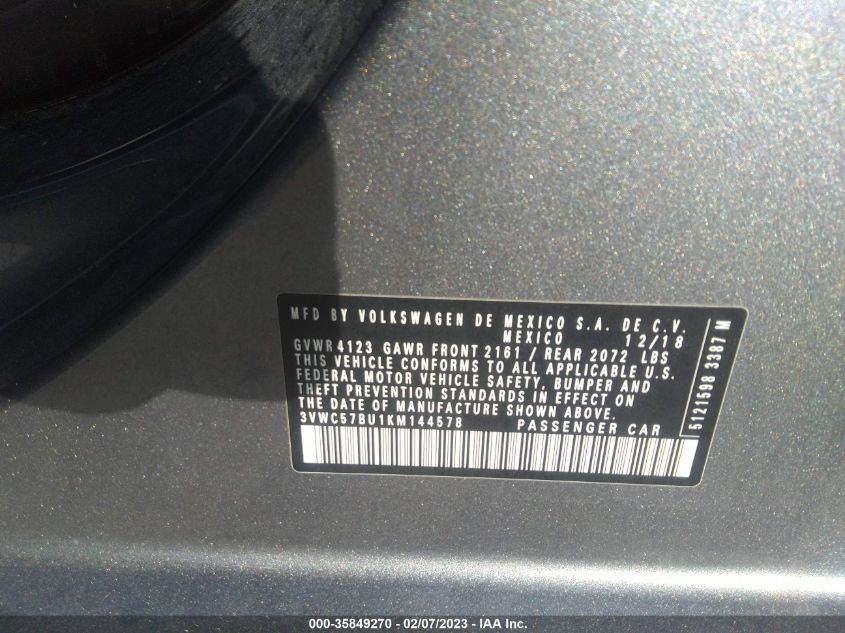 MFD BY VOLKSWAGEN DE MEXICO S.A. DE C.V.
MEXICO 12/18
GVWR 4123 GAWR FRONT 2161 / REAR 2072 LBS
THIS VEHICLE CONFORMS TO ALL APPLICABLE U.S.
FEDERAL MOTOR VEHICLE SAFETY, BUMPER AND
THEFT PREVENTION STANDARDS IN EFFECT ON
THE DATE OF MANUFACTURE SHOWN ABOVE.
3VWC57BU1KM144578 PASSENGER CAR
5121598 3387 M
000-35849270 - 02/07/2023 - IAA Inc.